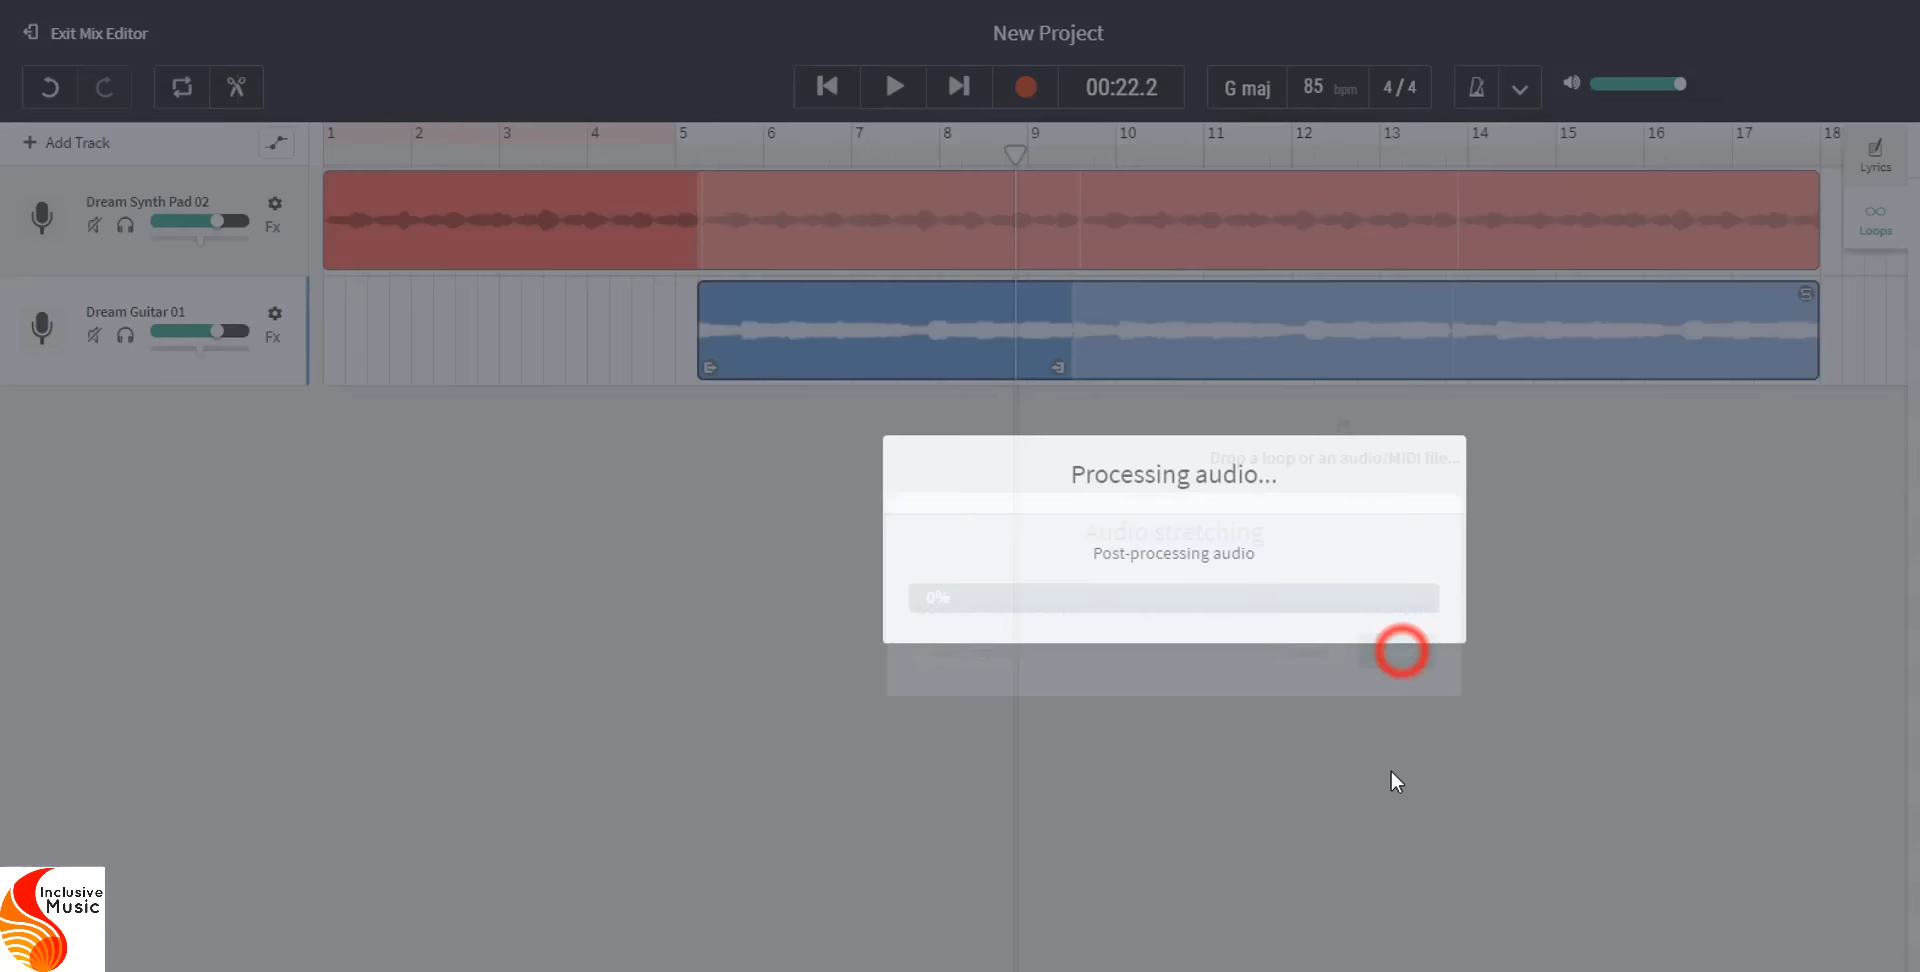 Exit Mix Editor
New Project
00:22.2
G maj
85 bpm
4 / 4
Add Track
1 2 3 4 5 6 7 8 9 10 11 12 13 14 15 16 17 18
Lyrics
Dream Synth Pad 02
Fx
Loops
Dream Guitar 01
Fx
Drop a loop or an audio/MIDI file...
Processing audio...
Audio stretching
Post-processing audio
0%
Inclusive
Music